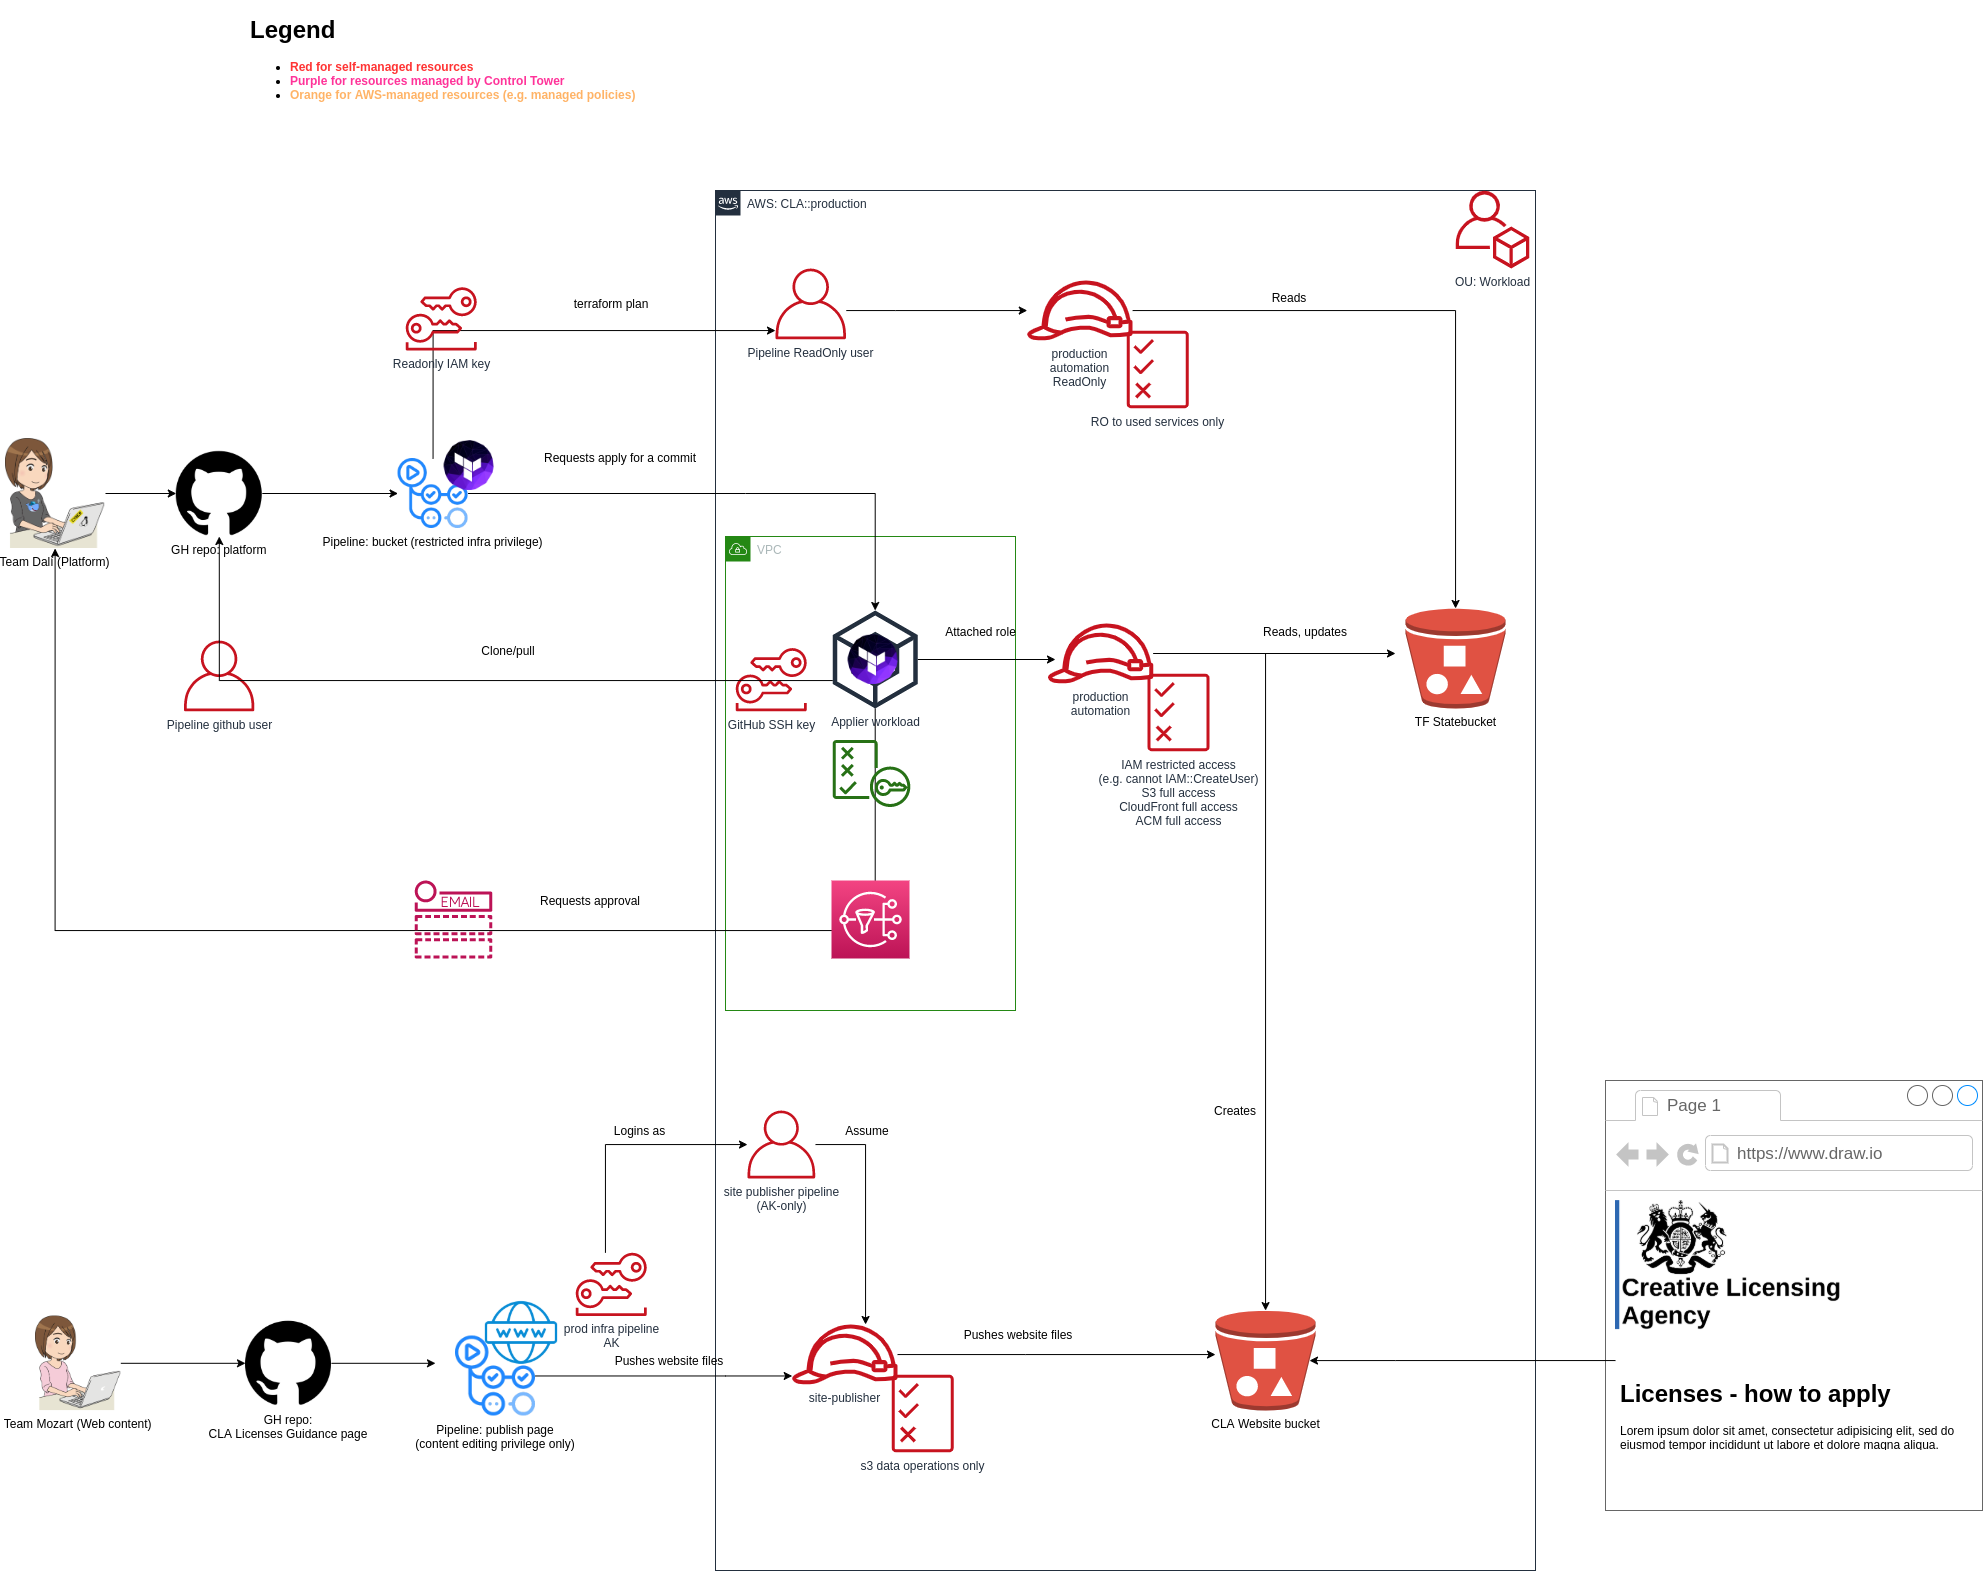 Legend
Red for self-managed resources
Purple for resources managed by Control Tower
Orange for AWS-managed resources (e.g. managed policies)
aws
AWS: CLA::production
OU: Workload
terraform plan
Readonly IAM key
Pipeline ReadOnly user
Reads
production
automation
ReadOnly
RO to used services only
Requests apply for a commit
Team Dalí (Platform)
GH repo: platform
Pipeline: bucket (restricted infra privilege)
VPC
Clone/pull
Pipeline github user
GitHub SSH key
Applier workload
Attached role
production
automation
Reads, updates
TF Statebucket
IAM restricted access
(e.g. cannot IAM::CreateUser)
S3 full access
CloudFront full access
ACM full access
EMAIL
Requests approval
Creates
Logins as
Assume
site publisher pipeline
(AK-only)
prod infra pipeline
AK
WWW
Pushes website files
Team Mozart (Web content)
GH repo:
CLA Licenses Guidance page
Pipeline: publish page
(content editing privilege only)
site-publisher
s3 data operations only
Pushes website files
CLA Website bucket
Page 1
https://www.draw.io
Creative Licensing
Agency
Licenses - how to apply
Lorem ipsum dolor sit amet, consectetur adipisicing elit, sed do
eiusmod tempor incididunt ut labore et dolore magna aliqua.